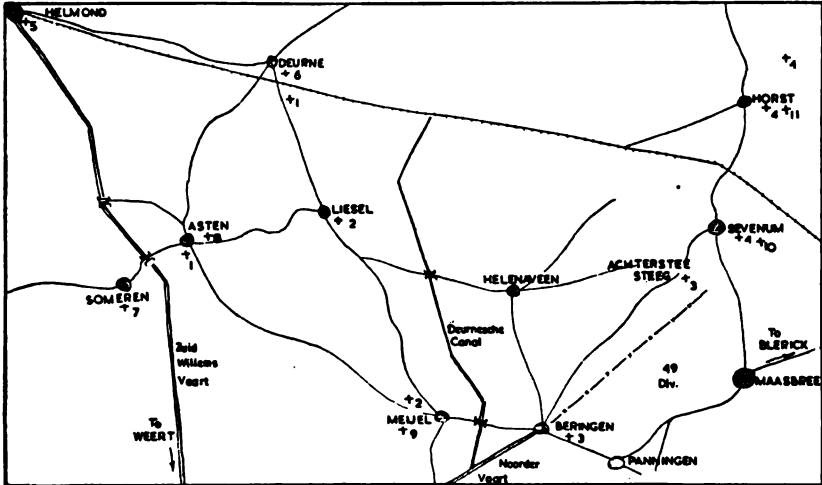 HELMOND
+5
DEURNE
+6
+1
+4
HORST
+4 +11
LIESEL
+2
ASTEN
+8
+1
SEVENUM
+4 +10
ACHTERSTEE
STEEG
+3
HELENAVEEN
SOMEREN
+7
Zuid
Willems
Vaart
Deurnesche
Canal
To
BLERICK
49
Div.
MAASBREE
+2
MEIJEL
+9
BERINGEN
+3
To
WEERT
Noorder
Vaart
PANNINGEN